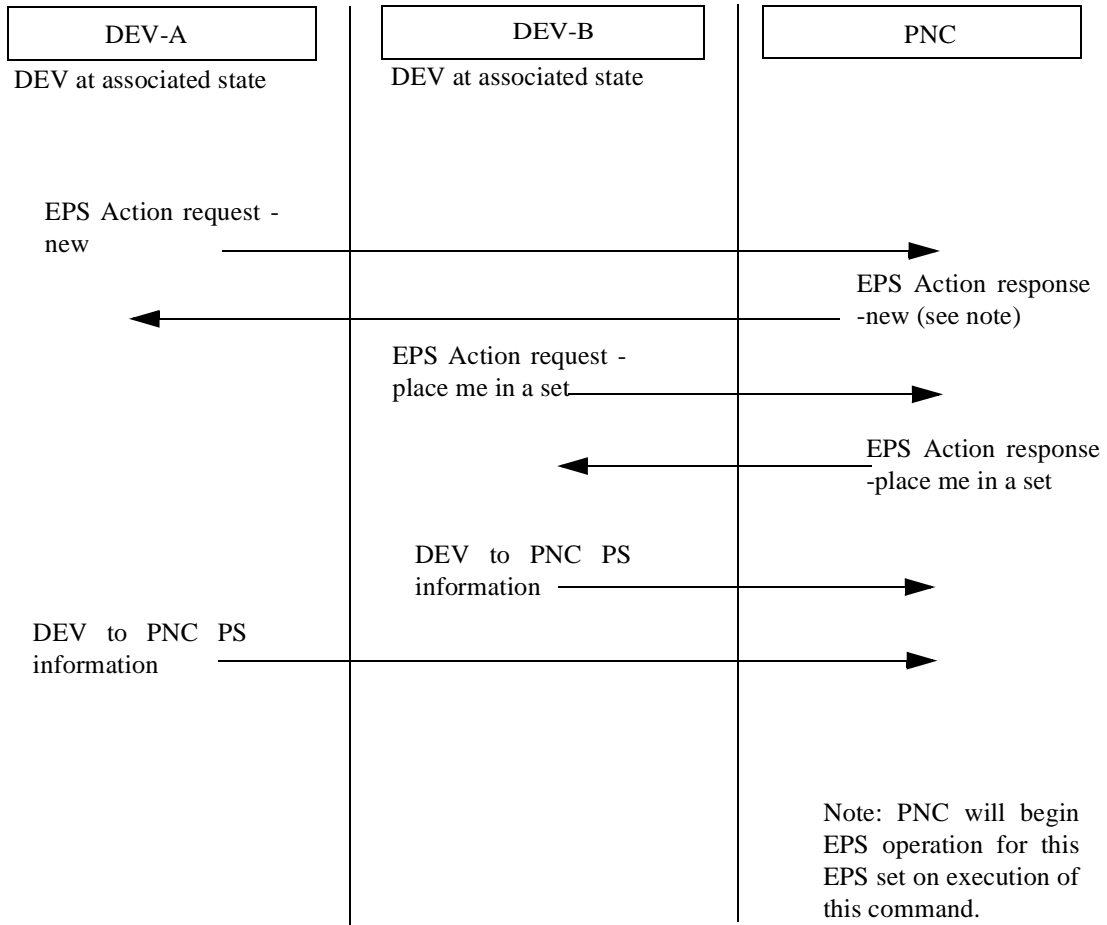 DEV-A
DEV-B
PNC
DEV at associated state
DEV at associated state
EPS Action request -
new
EPS Action response
-new (see note)
EPS Action request -
place me in a set
EPS Action response
-place me in a set
DEV to PNC PS
information
DEV to PNC PS
information
Note: PNC will begin
EPS operation for this
EPS set on execution of
this command.